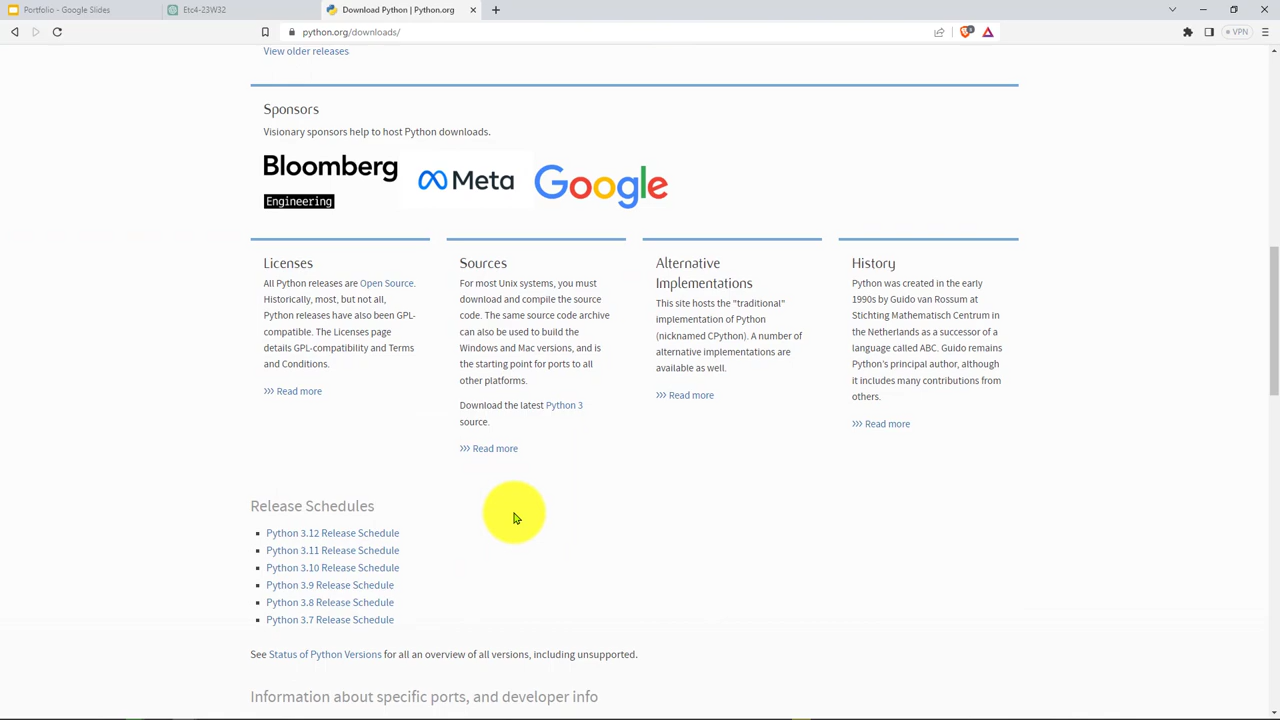 Portfolio - Google Slides
Etc4-23W32
Download Python | Python.org
python.org/downloads/
VPN
View older releases
Sponsors
Visionary sponsors help to host Python downloads.
Bloomberg
Engineering
Meta
Google
Licenses
All Python releases are Open Source.
Historically, most, but not all,
Python releases have also been GPL-
compatible. The Licenses page
details GPL-compatibility and Terms
and Conditions.
Read more
Sources
For most Unix systems, you must
download and compile the source
code. The same source code archive
can also be used to build the
Windows and Mac versions, and is
the starting point for ports to all
other platforms.
Download the latest Python 3
source.
Read more
Alternative
Implementations
This site hosts the "traditional"
implementation of Python
(nicknamed CPython). A number of
alternative implementations are
available as well.
Read more
History
Python was created in the early
1990s by Guido van Rossum at
Stichting Mathematisch Centrum in
the Netherlands as a successor of a
language called ABC. Guido remains
Python's principal author, although
it includes many contributions from
others.
Read more
Release Schedules
Python 3.12 Release Schedule
Python 3.11 Release Schedule
Python 3.10 Release Schedule
Python 3.9 Release Schedule
Python 3.8 Release Schedule
Python 3.7 Release Schedule
See Status of Python Versions for all an overview of all versions, including unsupported.
Information about specific ports, and developer info